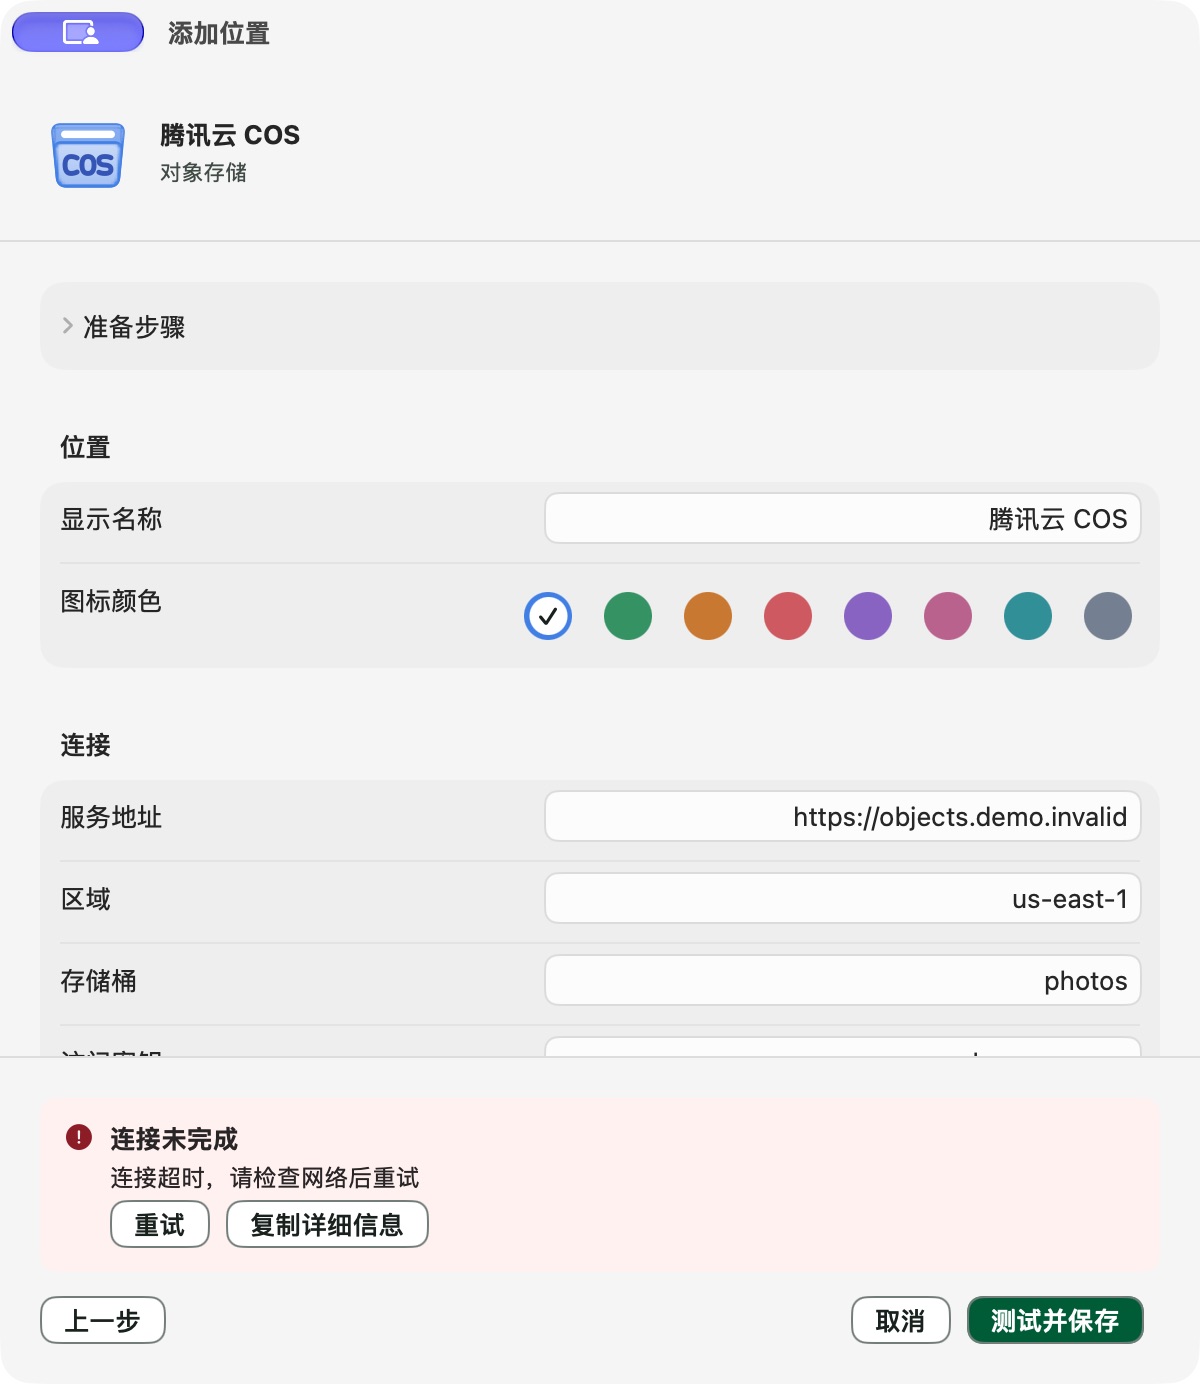 添加位置
COS
腾讯云 COS
对象存储
准备步骤
位置
显示名称
腾讯云 COS
图标颜色
连接
服务地址
https://objects.demo.invalid
区域
us-east-1
存储桶
photos
连接未完成
连接超时，请检查网络后重试
重试
复制详细信息
上一步
取消
测试并保存